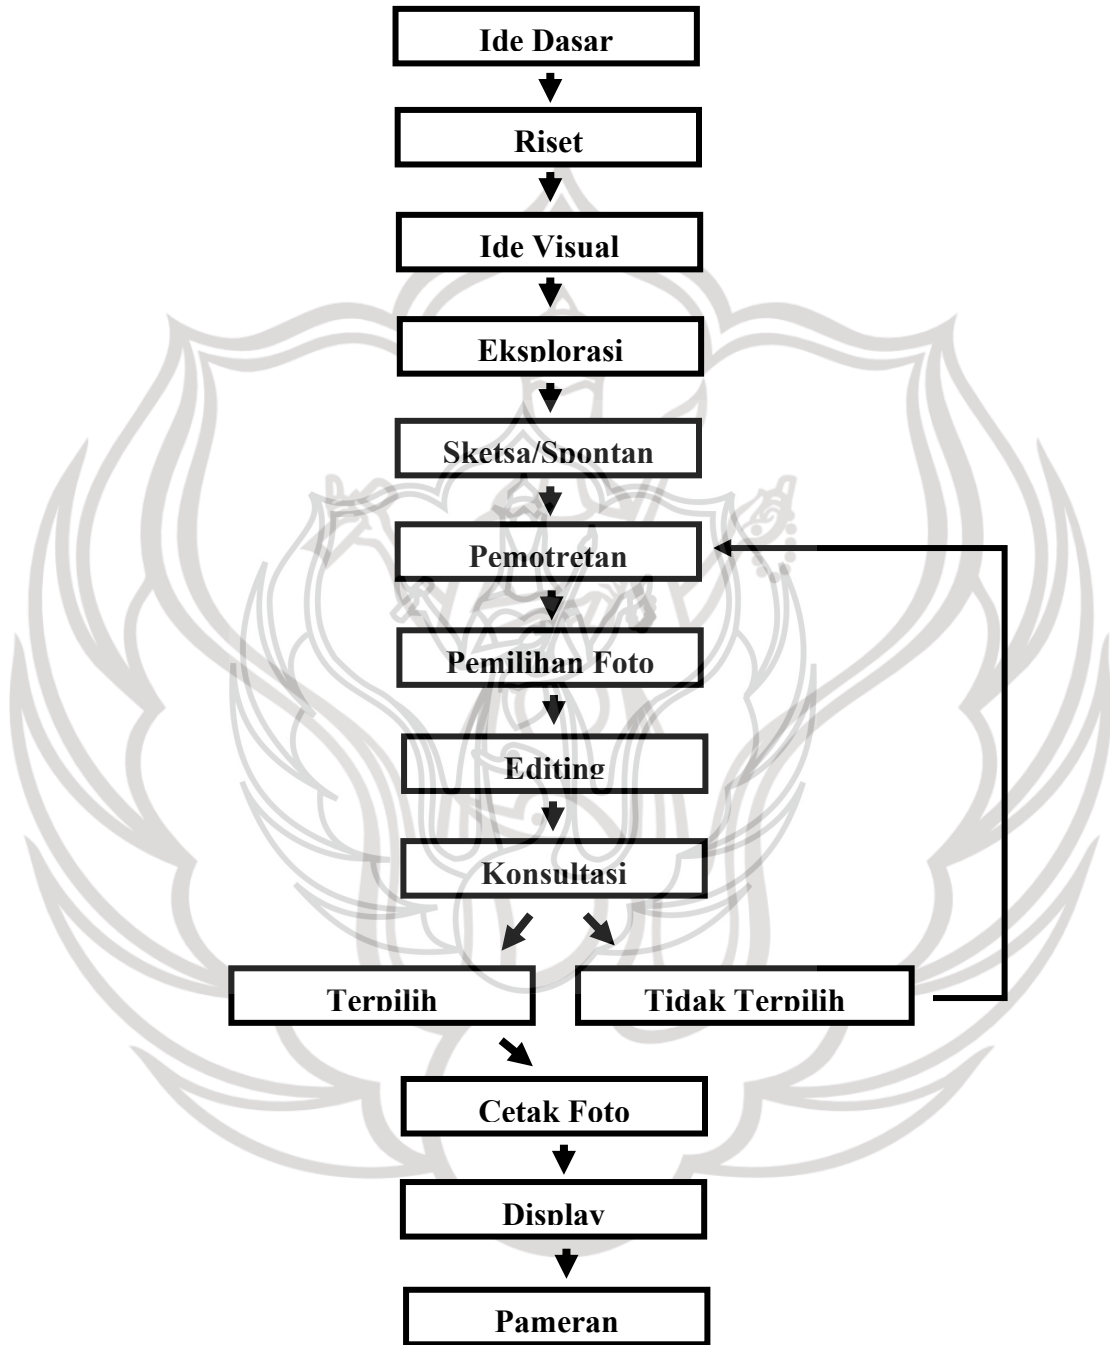 Ide Dasar
Riset
Ide Visual
Eksplorasi
Sketsa/Spontan
Pemotretan
Pemilihan Foto
Editing
Konsultasi
Terpilih
Tidak Terpilih
Cetak Foto
Display
Pameran